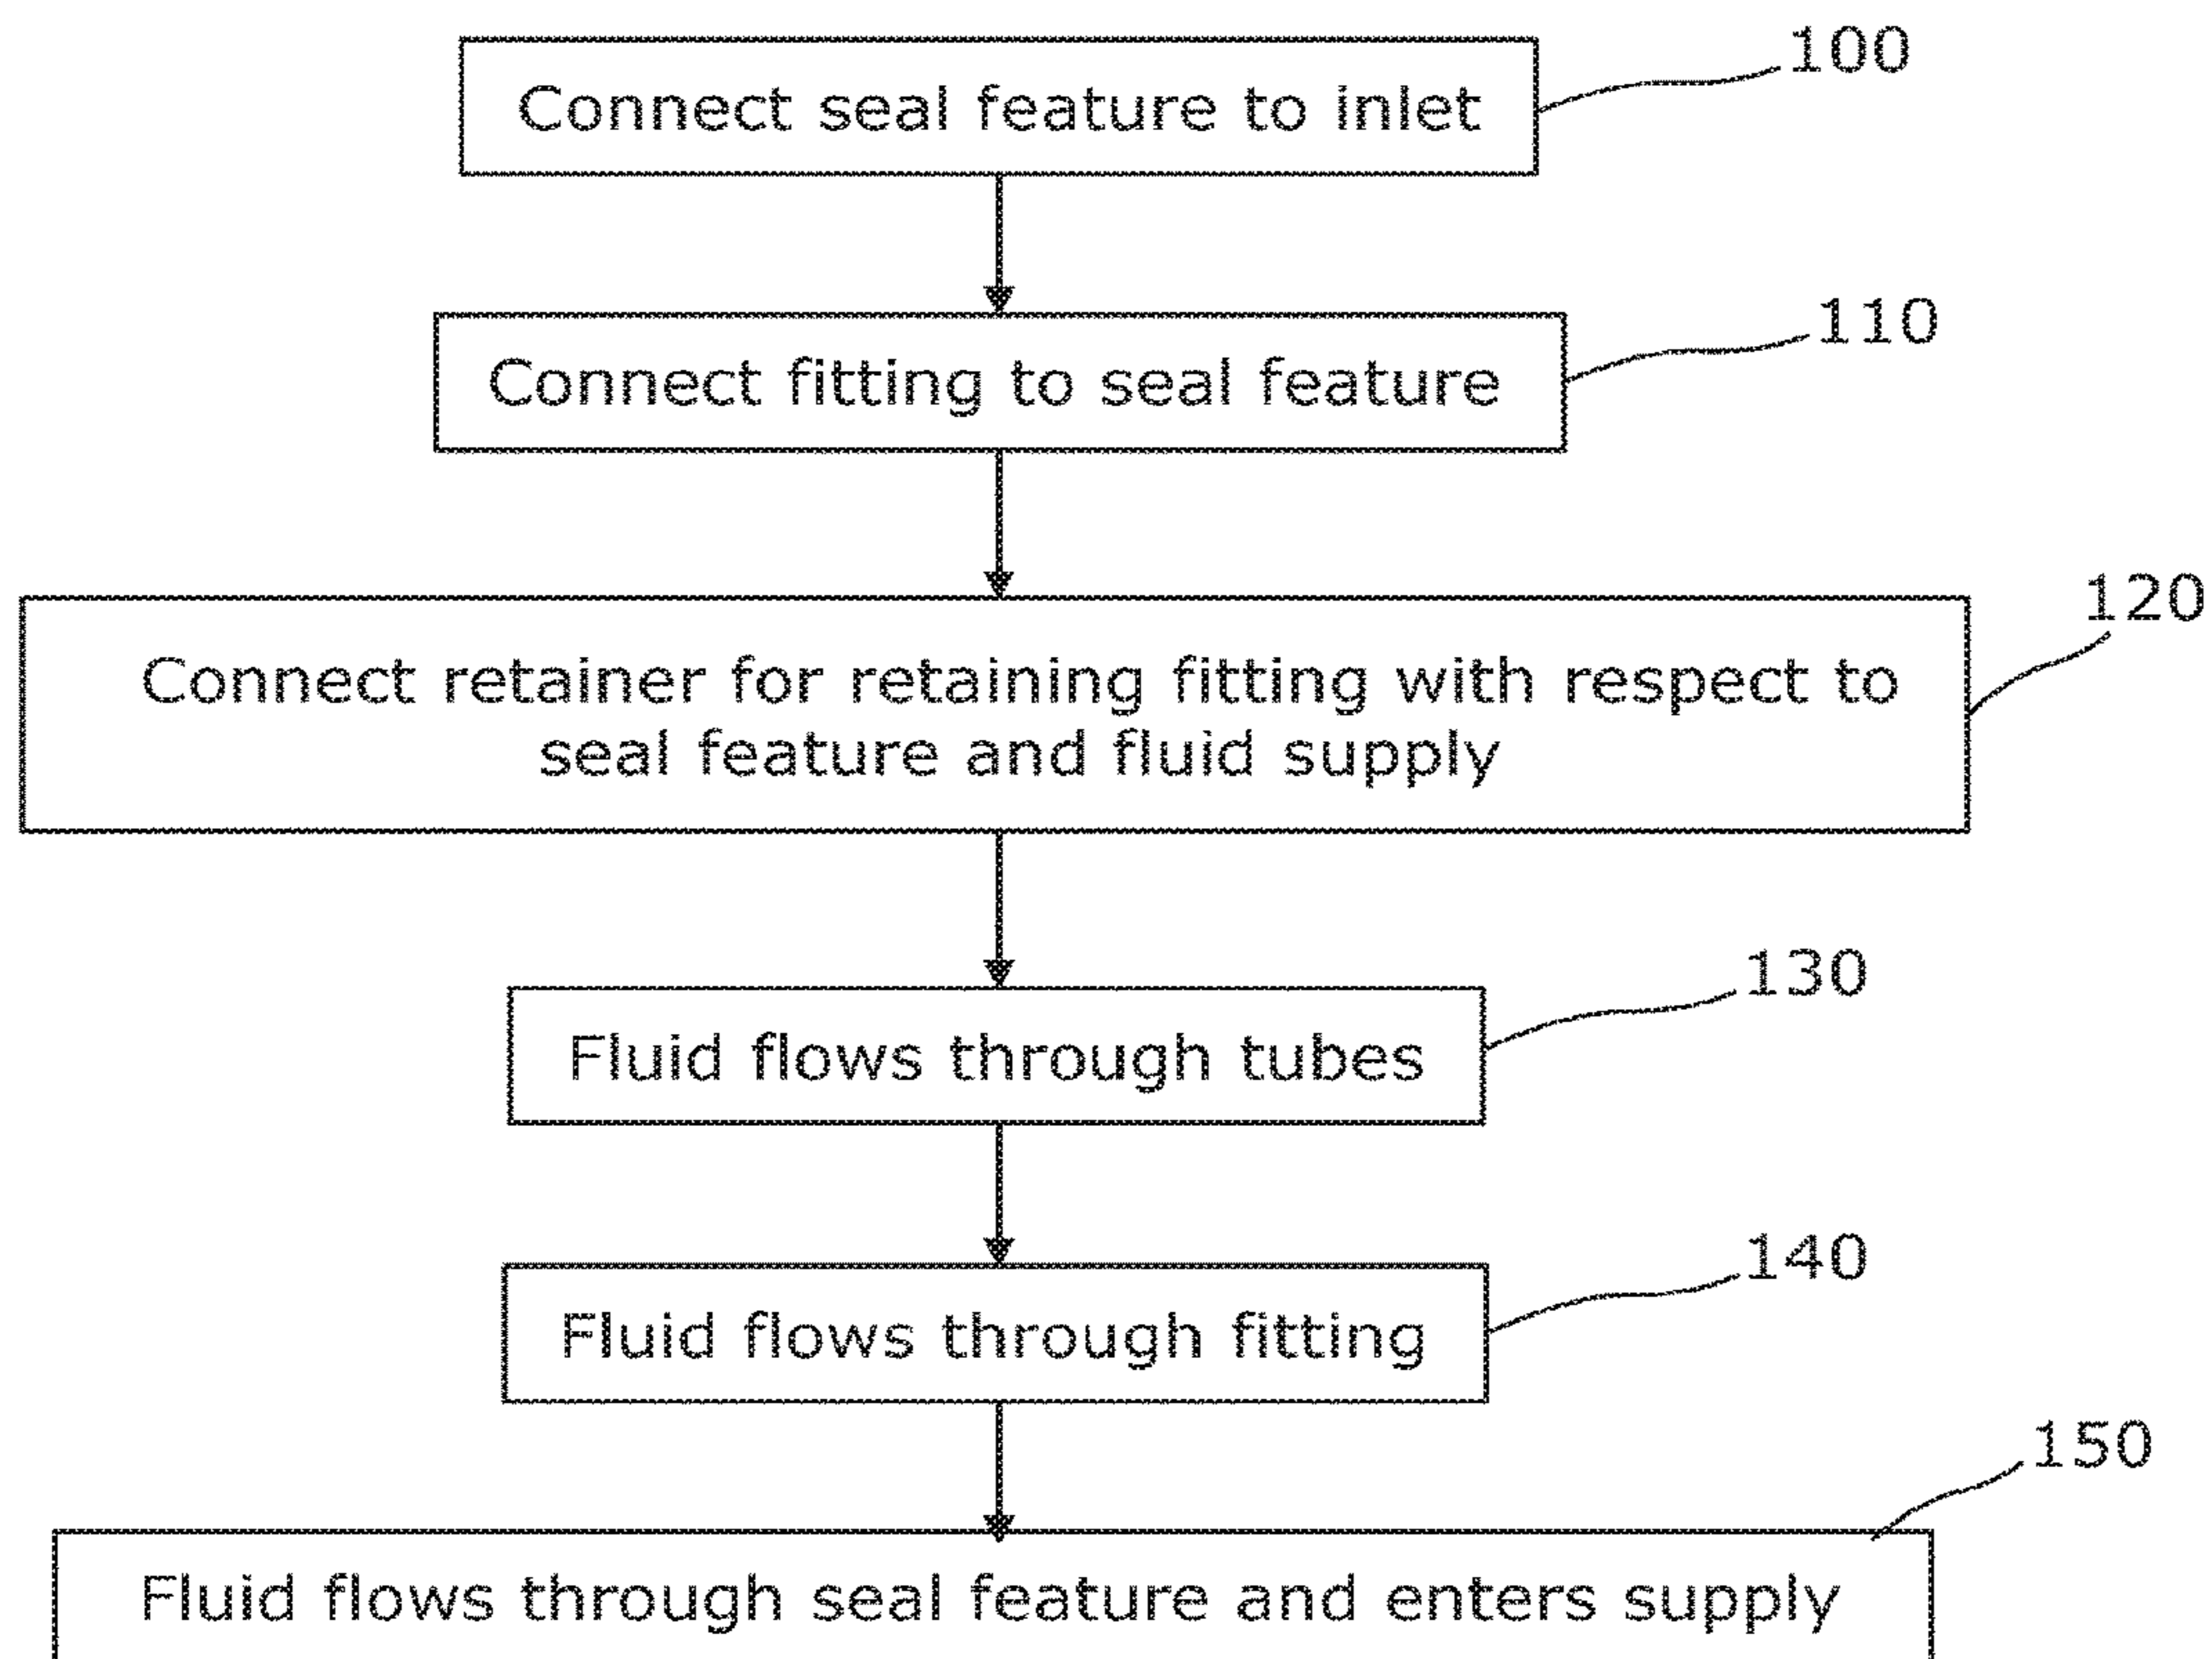 100
Connect seal feature to inlet
110
Connect fitting to seal feature
120
Connect retainer for retaining fitting with respect to
seal feature and fluid supply
130
Fluid flows through tubes
140
Fluid flows through fitting
150
Fluid flows through seal feature and enters supply